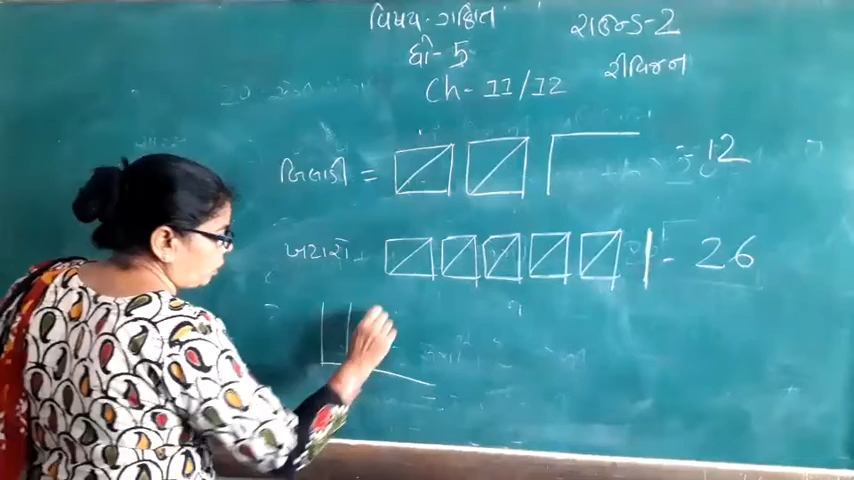 વિષય - ગણિત રાઉન્ડ - 2
ધો - 5 રીવિઝન
Ch - 11/12
બિલાડી = = 12
= 26